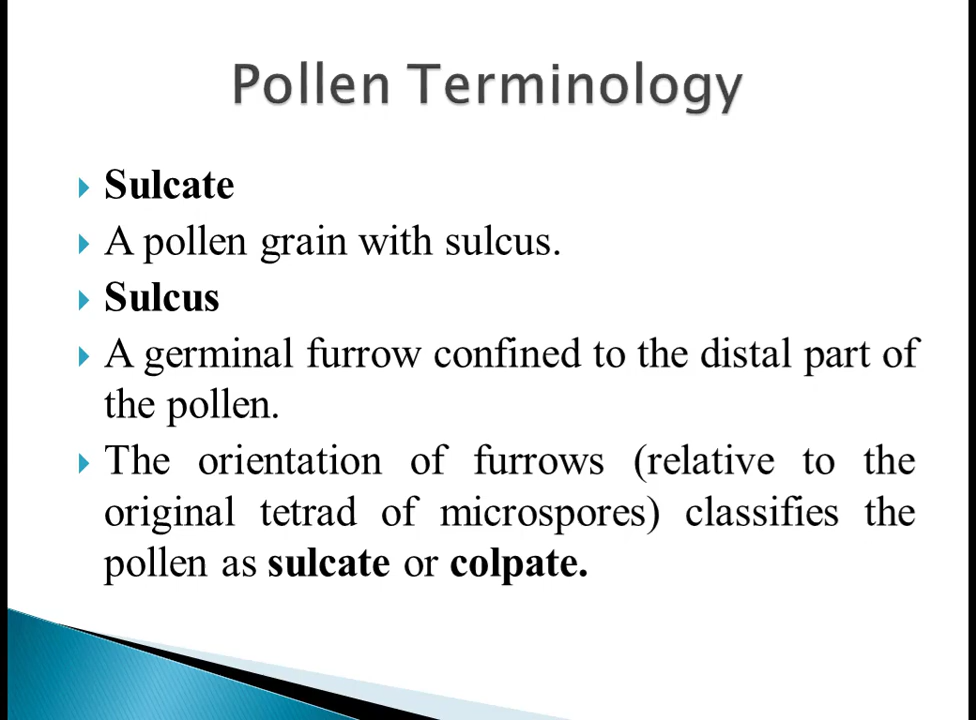 Pollen Terminology
Sulcate
A pollen grain with sulcus.
Sulcus
A germinal furrow confined to the distal part of
the pollen.
The orientation of furrows (relative to the
original tetrad of microspores) classifies the
pollen as sulcate or colpate.